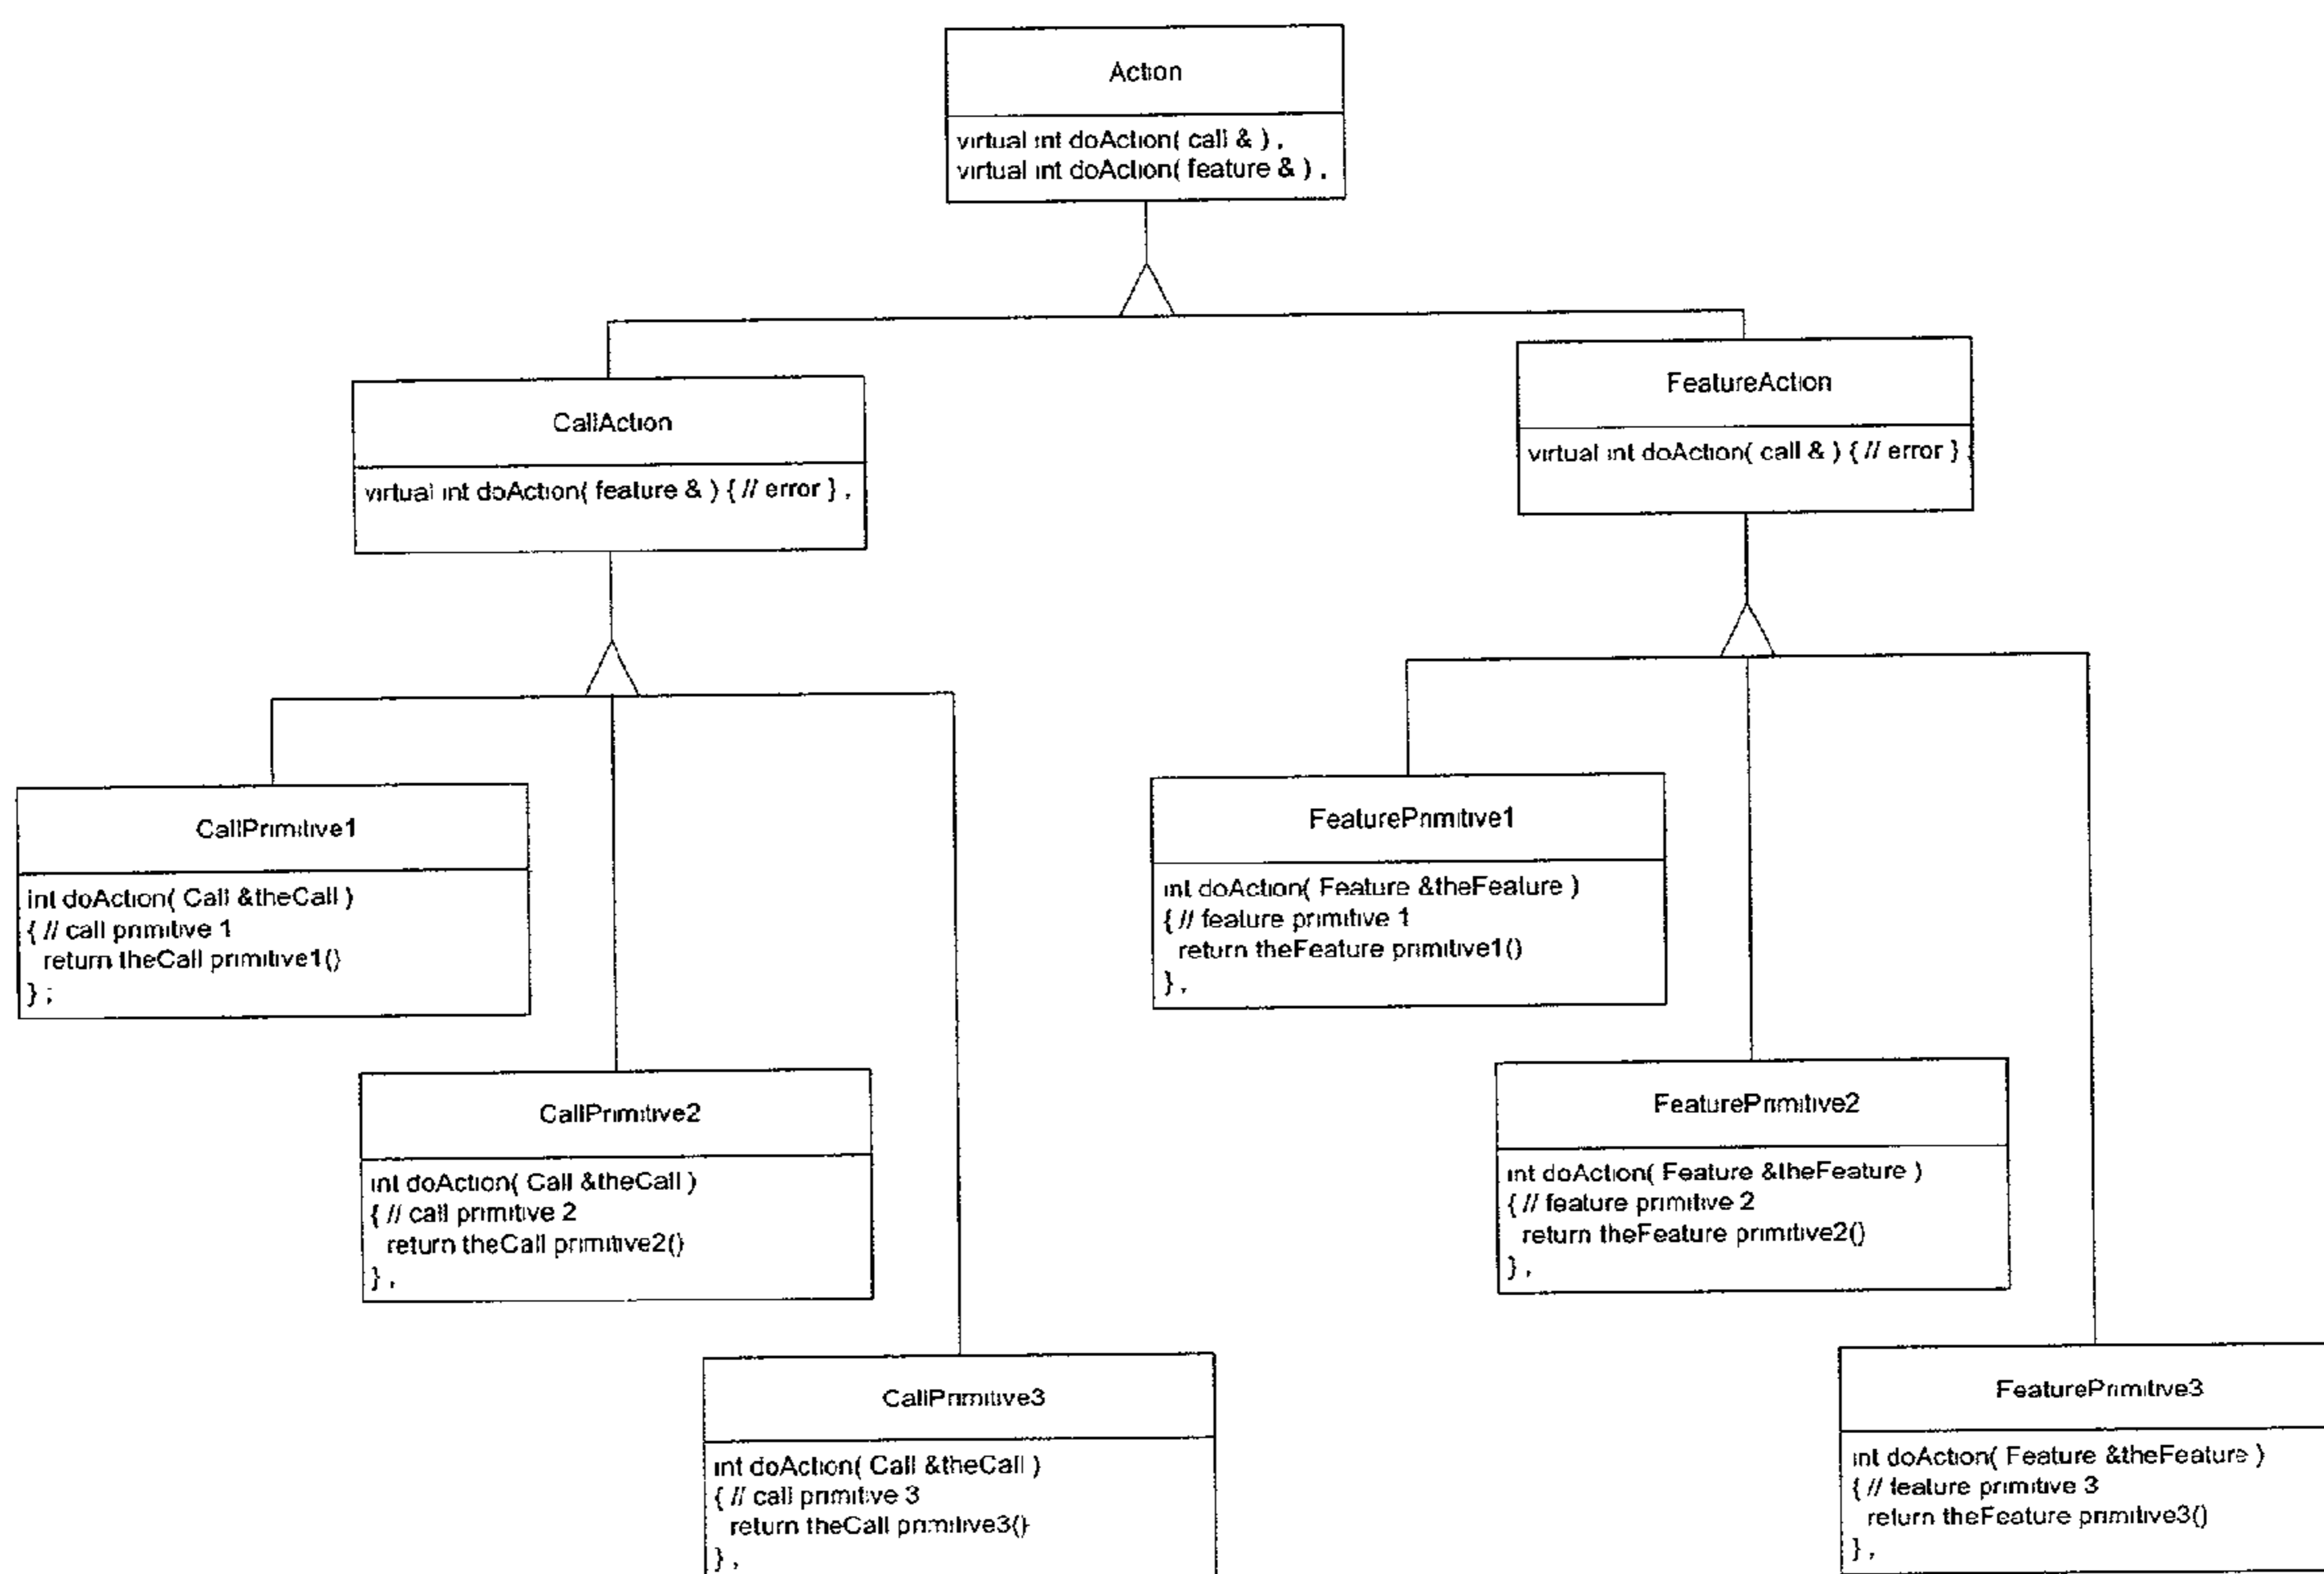 Action
virtual int doAction( call & ) ,
virtual int doAction( feature & ) ,
CallAction
virtual int doAction( feature & ) { // error } ,
FeatureAction
virtual int doAction( call & ) { // error }
CallPrimitive1
int doAction( Call &theCall )
{ // call primitive 1
return theCall primitive1()
} ;
CallPrimitive2
int doAction( Call &theCall )
{ // call primitive 2
return theCall primitive2()
} ,
CallPrimitive3
int doAction( Call &theCall )
{ // call primitive 3
return theCall primitive3()
} ,
FeaturePrimitive1
int doAction( Feature &theFeature )
{ // feature primitive 1
return theFeature primitive1()
} ,
FeaturePrimitive2
int doAction( Feature &theFeature )
{ // feature primitive 2
return theFeature primitive2()
} ,
FeaturePrimitive3
int doAction( Feature &theFeature )
{ // feature primitive 3
return theFeature primitive3()
} ,